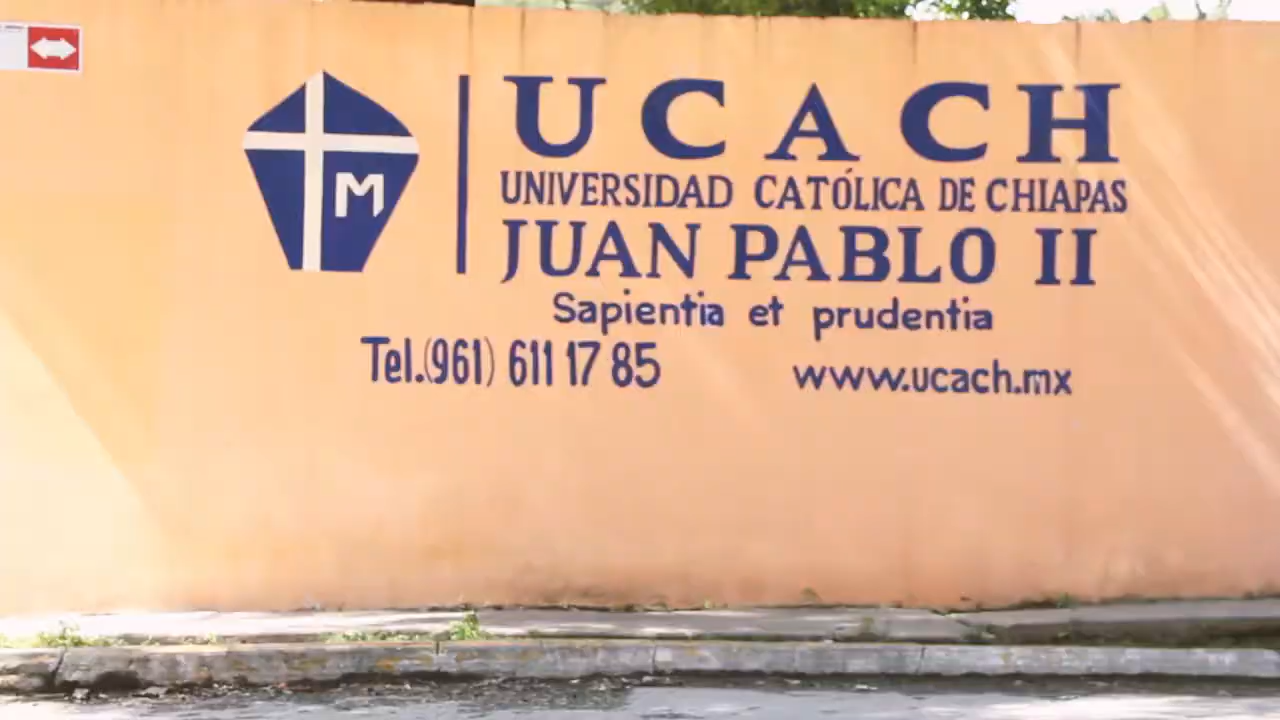 UCACH
UNIVERSIDAD CATÓLICA DE CHIAPAS
JUAN PABLO II
Sapientia et prudentia
Tel.(961) 611 17 85
www.ucach.mx
M